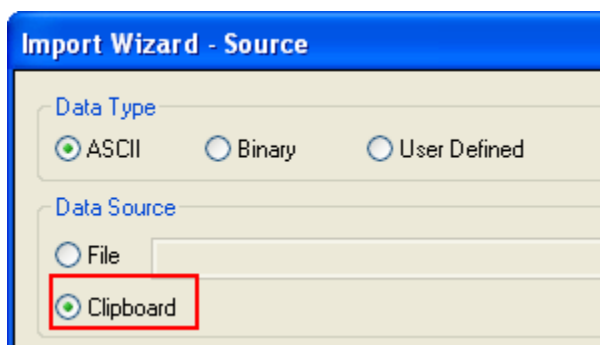 Import Wizard - Source
Data Type
ASCII Binary User Defined
Data Source
File
Clipboard